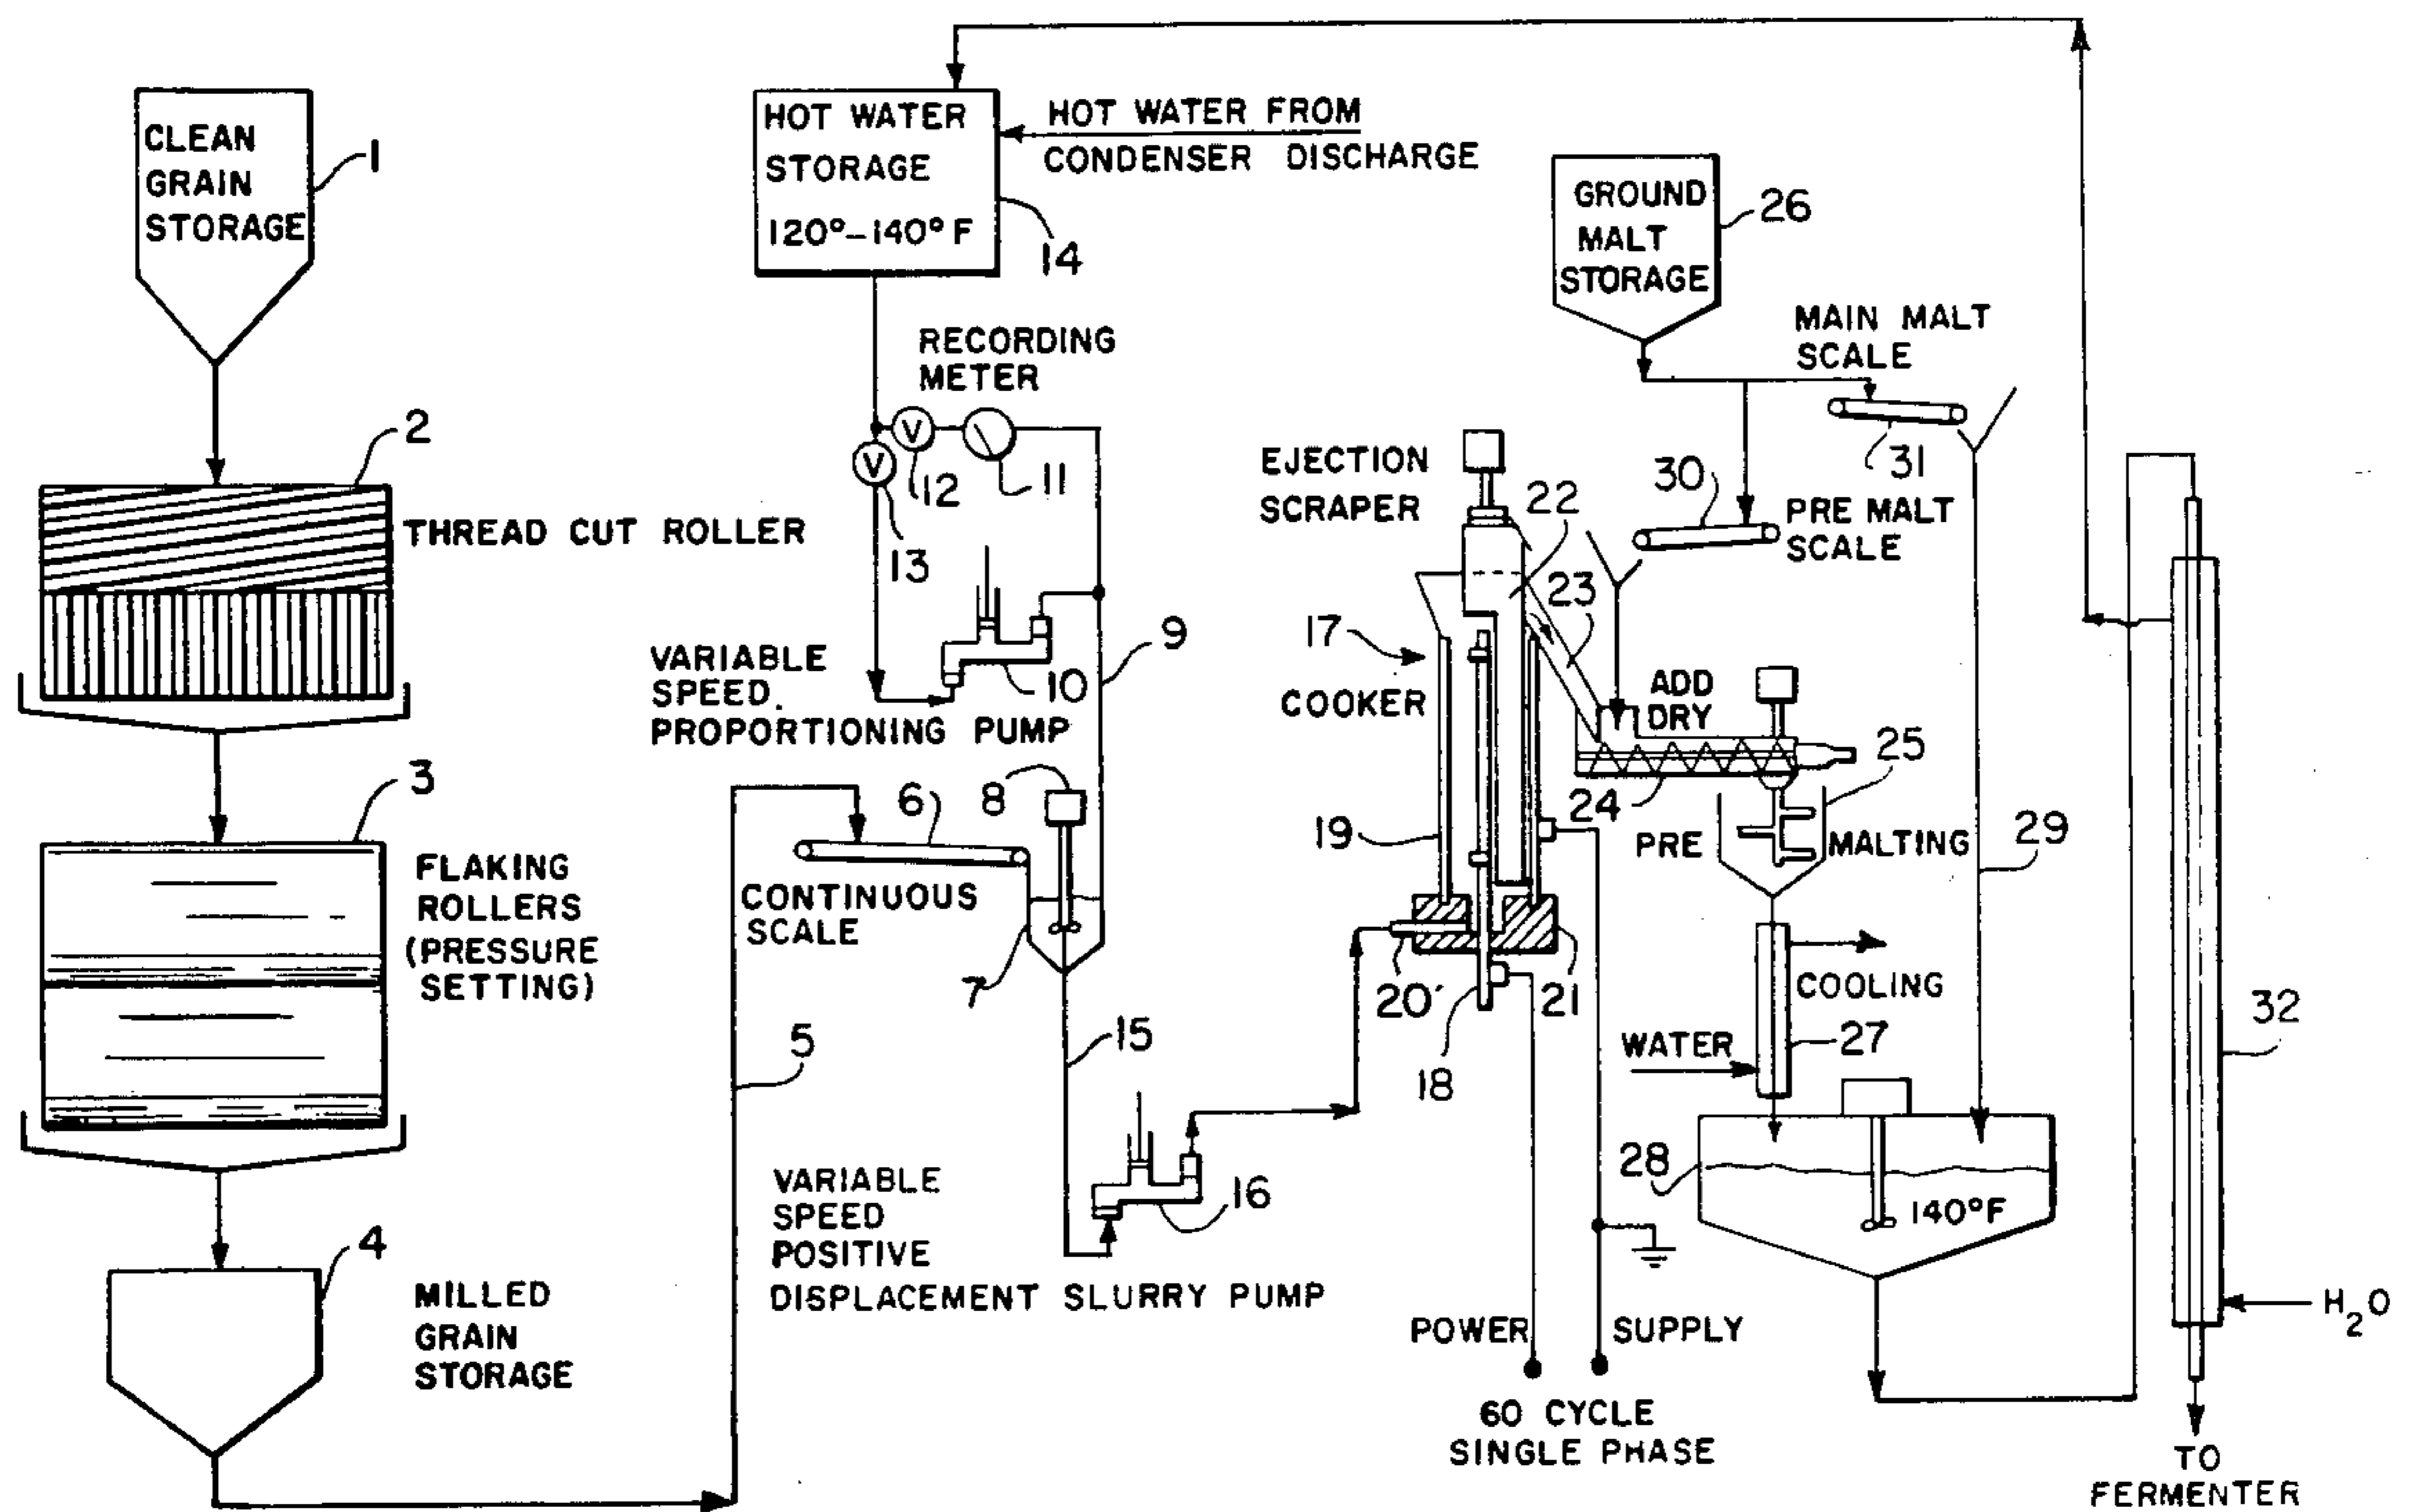 CLEAN
GRAIN
STORAGE
1
2
THREAD CUT ROLLER
3
FLAKING
ROLLERS
(PRESSURE
SETTING)
4
MILLED
GRAIN
STORAGE
5
HOT WATER
STORAGE
120°-140° F
14
HOT WATER FROM
CONDENSER DISCHARGE
RECORDING
METER
V
V
12
11
13
VARIABLE
SPEED.
PROPORTIONING PUMP
10
9
6
8
CONTINUOUS
SCALE
7
15
VARIABLE
SPEED
POSITIVE
DISPLACEMENT SLURRY PUMP
16
EJECTION
SCRAPER
22
23
17
COOKER
19
20'
21
18
POWER
SUPPLY
60 CYCLE
SINGLE PHASE
GROUND
MALT
STORAGE
26
MAIN MALT
SCALE
31
30
PRE MALT
SCALE
ADD
DRY
24
25
PRE MALTING
29
COOLING
WATER
27
28
140°F
32
H2O
TO
FERMENTER